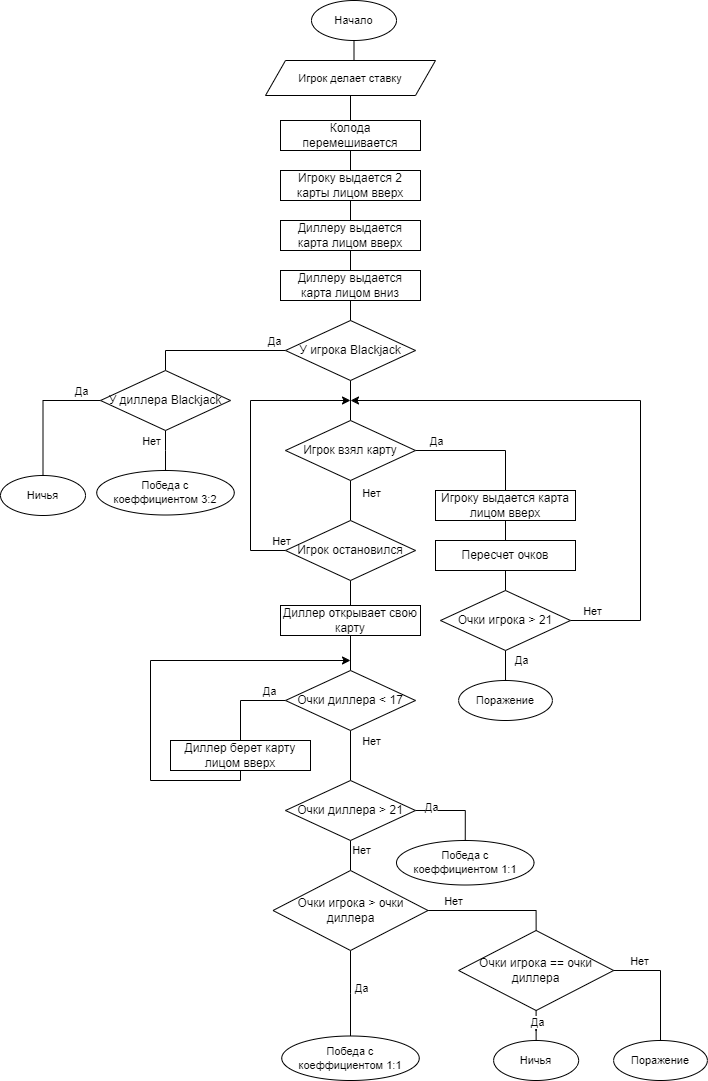 Начало
Игрок делает ставку
Колода
перемешивается
Игроку выдается 2
карты лицом вверх
Диллеру выдается
карта лицом вверх
Диллеру выдается
карта лицом вниз
Да
У игрока Blackjack
Да
У диллера Blackjack
Нет
Ничья
Победа с
коэффициентом 3:2
Игрок взял карту
Да
Нет
Игроку выдается карта
лицом вверх
Нет
Игрок остановился
Пересчет очков
Диллер открывает свою
карту
Очки игрока > 21
Нет
Да
Поражение
Да
Очки диллера < 17
Нет
Диллер берет карту
лицом вверх
Очки диллера > 21
Да
Нет
Победа с
коэффициентом 1:1
Очки игрока > очки
диллера
Нет
Да
Очки игрока == очки
диллера
Нет
Да
Победа с
коэффициентом 1:1
Ничья
Поражение